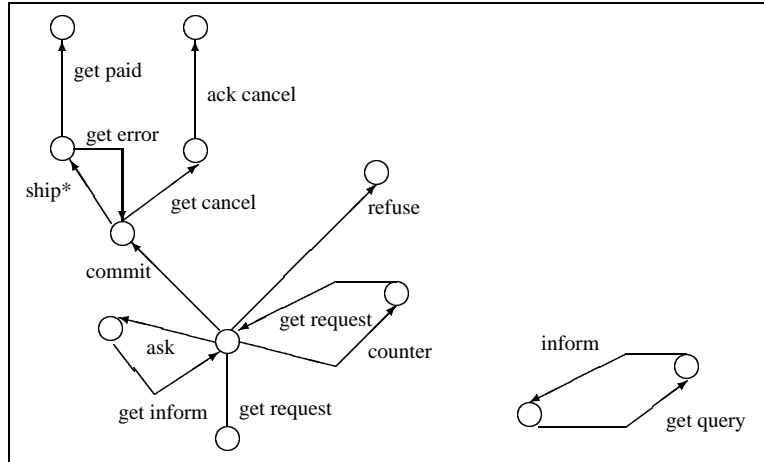 get paid
ack cancel
get error
ship*
get cancel
refuse
commit
get request
ask
counter
inform
get inform
get request
get query